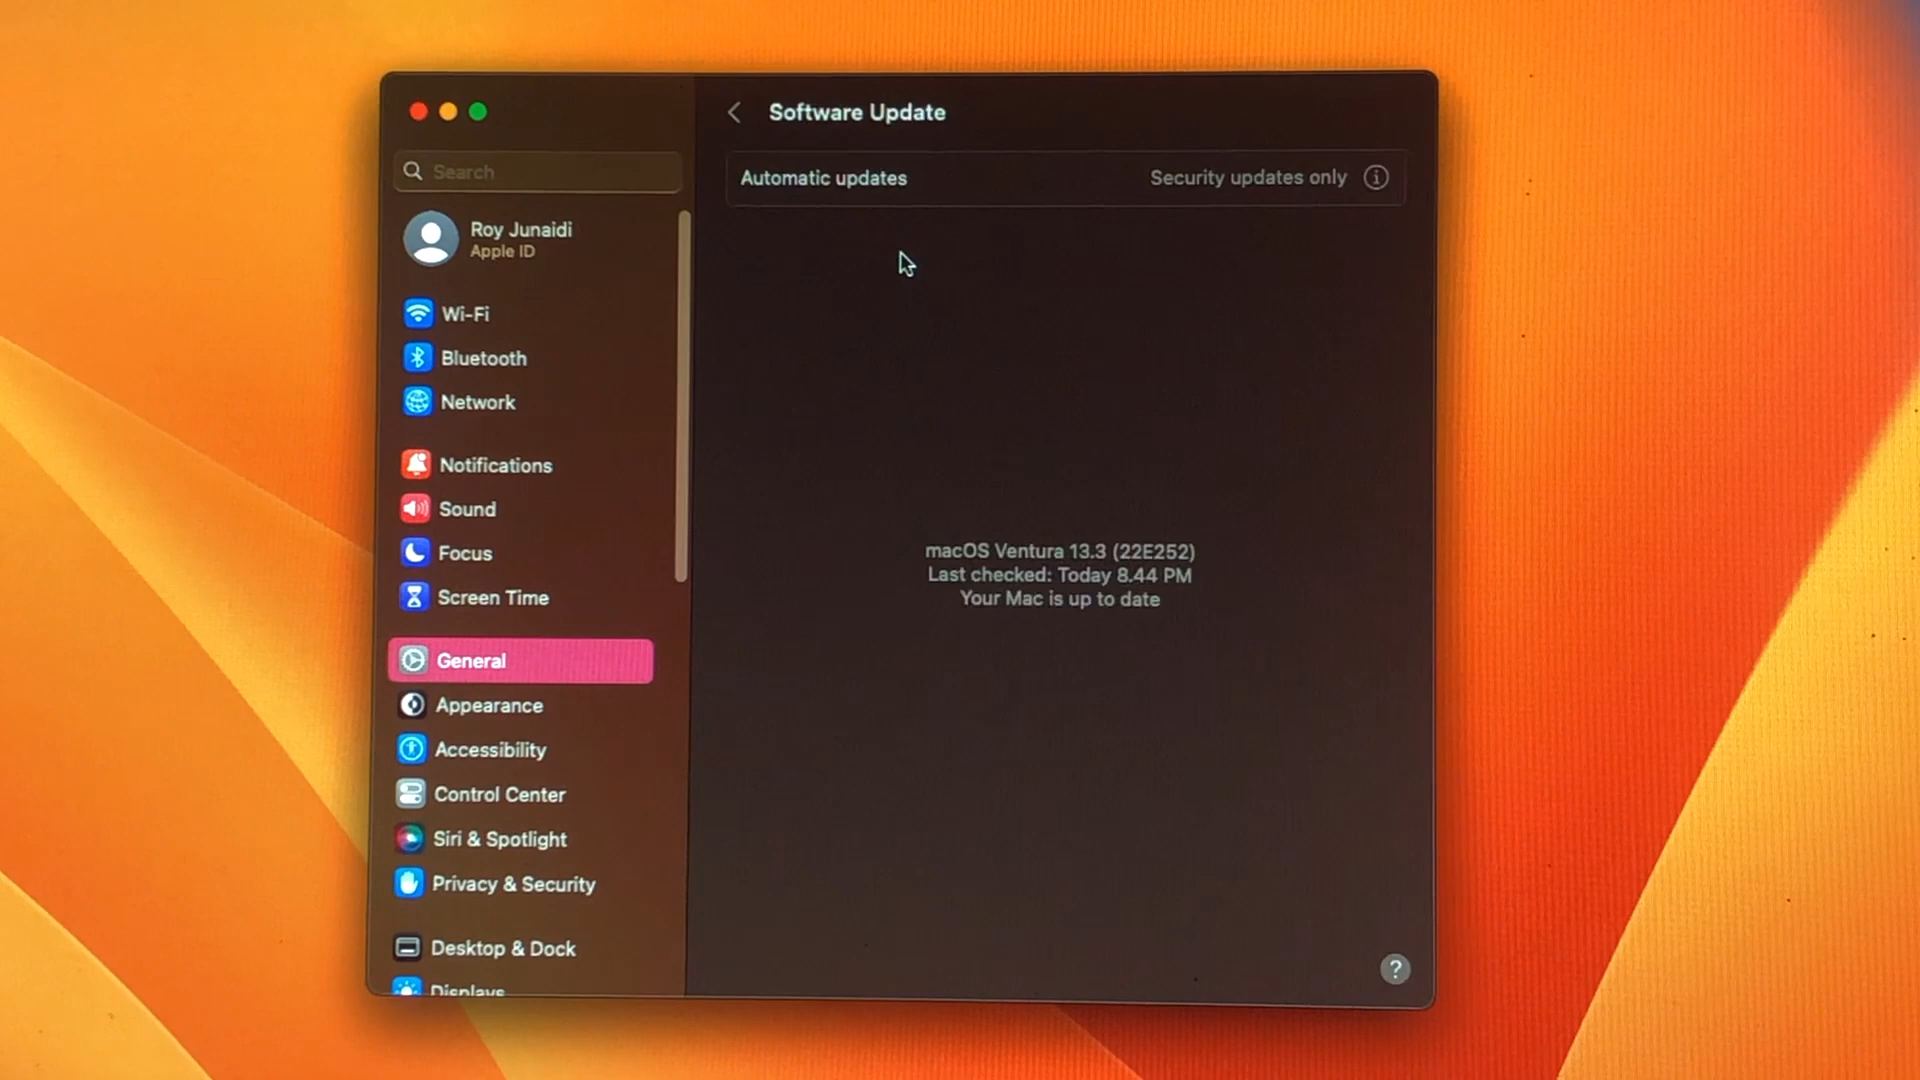 Software Update
Search
Automatic updates
Security updates only
Roy Junaidi
Apple ID
Wi-Fi
Bluetooth
Network
Notifications
Sound
Focus
Screen Time
General
Appearance
Accessibility
Control Center
Siri & Spotlight
Privacy & Security
Desktop & Dock
Displays
macOS Ventura 13.3 (22E252)
Last checked: Today 8.44 PM
Your Mac is up to date
?